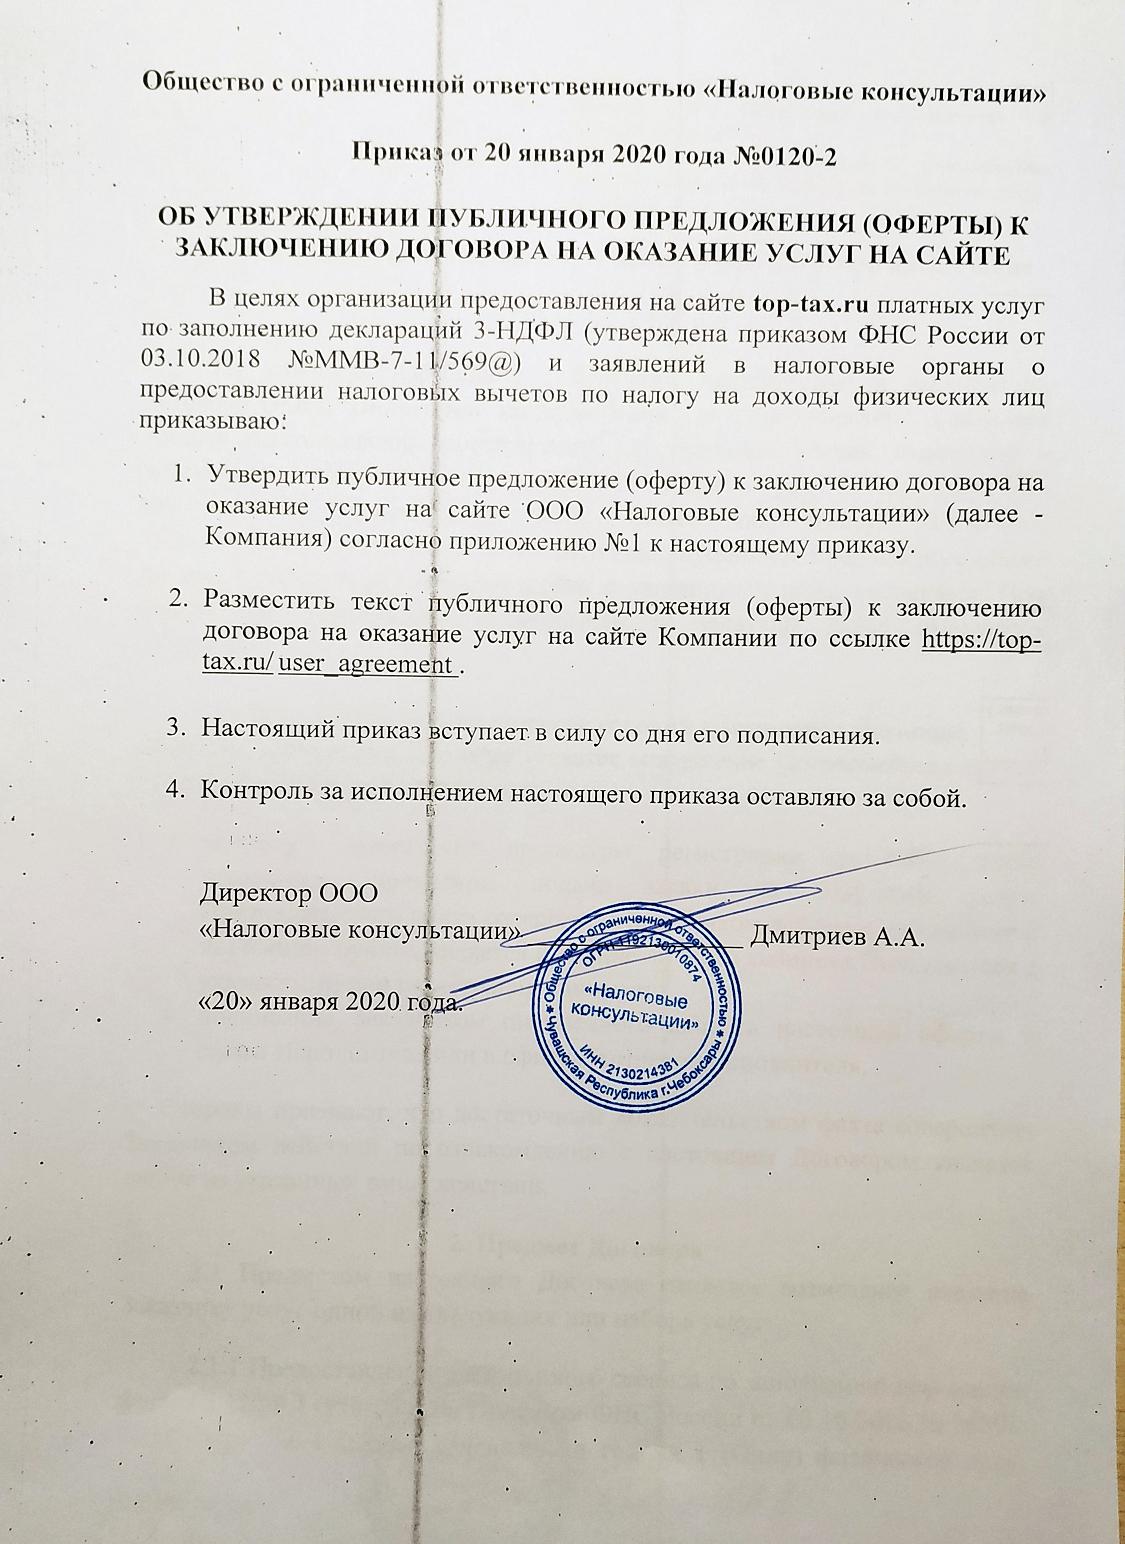 Общество с ограниченной ответственностью «Налоговые консультации»
Приказ от 20 января 2020 года №0120-2
ОБ УТВЕРЖДЕНИИ ПУБЛИЧНОГО ПРЕДЛОЖЕНИЯ (ОФЕРТЫ) К
ЗАКЛЮЧЕНИЮ ДОГОВОРА НА ОКАЗАНИЕ УСЛУГ НА САЙТЕ
В целях организации предоставления на сайте top-tax.ru платных услуг
по заполнению деклараций 3-НДФЛ (утверждена приказом ФНС России от
03.10.2018 №ММВ-7-11/569@) и заявлений в налоговые органы о
предоставлении налоговых вычетов по налогу на доходы физических лиц
приказываю:
1. Утвердить публичное предложение (оферту) к заключению договора на
оказание услуг на сайте ООО «Налоговые консультации» (далее -
Компания) согласно приложению №1 к настоящему приказу.
2. Разместить текст публичного предложения (оферты) к заключению
договора на оказание услуг на сайте Компании по ссылке https://top-
tax.ru/ user_agreement .
3. Настоящий приказ вступает в силу со дня его подписания.
4. Контроль за исполнением настоящего приказа оставляю за собой.
Директор ООО
«Налоговые консультации» Дмитриев А.А.
«20» января 2020 года.
Общество с ограниченной ответственностью
ОГРН 1192130010874
«Налоговые
консультации»
ИНН 2130214381
Чувашская Республика г.Чебоксары
2. Предмет Договора